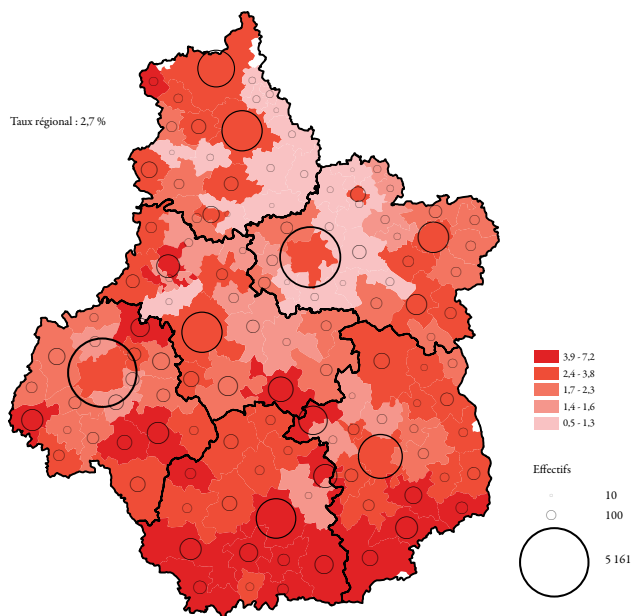 Taux régional : 2,7 %
3,9 - 7,2
2,4 - 3,8
1,7 - 2,3
1,4 - 1,6
0,5 - 1,3
Effectifs
10
100
5 161